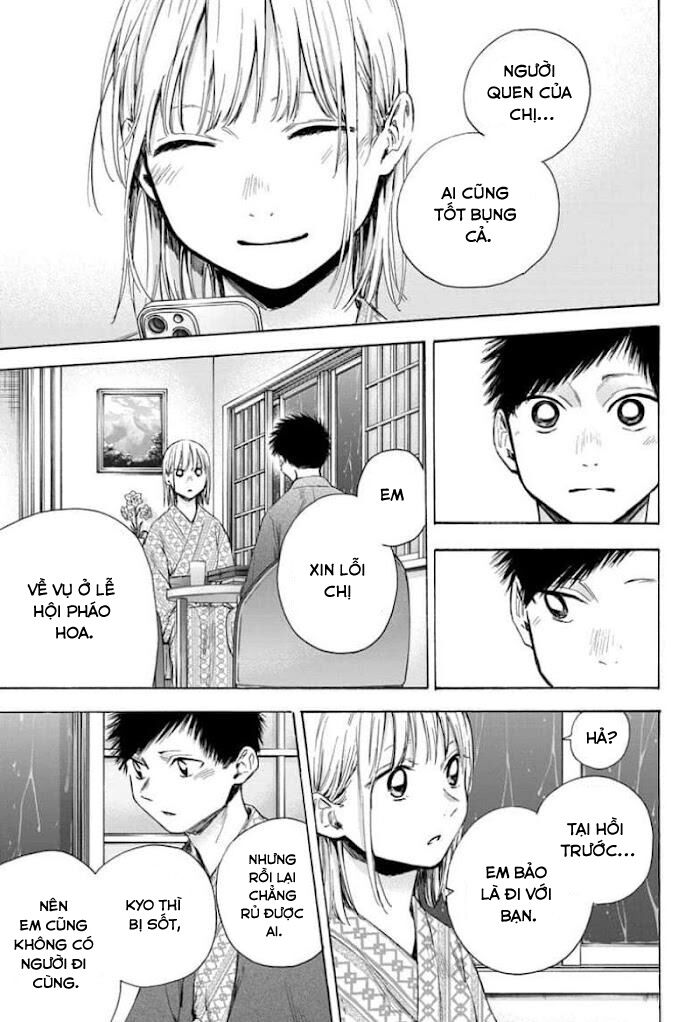 NGƯỜI
QUEN CỦA
CHỊ...
AI CŨNG
TỐT BỤNG
CẢ.
EM
XIN LỖI
CHỊ
VỀ VỤ Ở LỄ
HỘI PHÁO
HOA.
HẢ?
TẠI HỒI
TRƯỚC...
EM BẢO
LÀ ĐI VỚI
BẠN.
NHƯNG
RỖI LẠI
CHẲNG
RỦ ĐƯỢC
AI.
KYO THÌ
BỊ SỐT,
NÊN
EM CŨNG
KHÔNG CÓ
NGƯỜI ĐI
CÙNG.